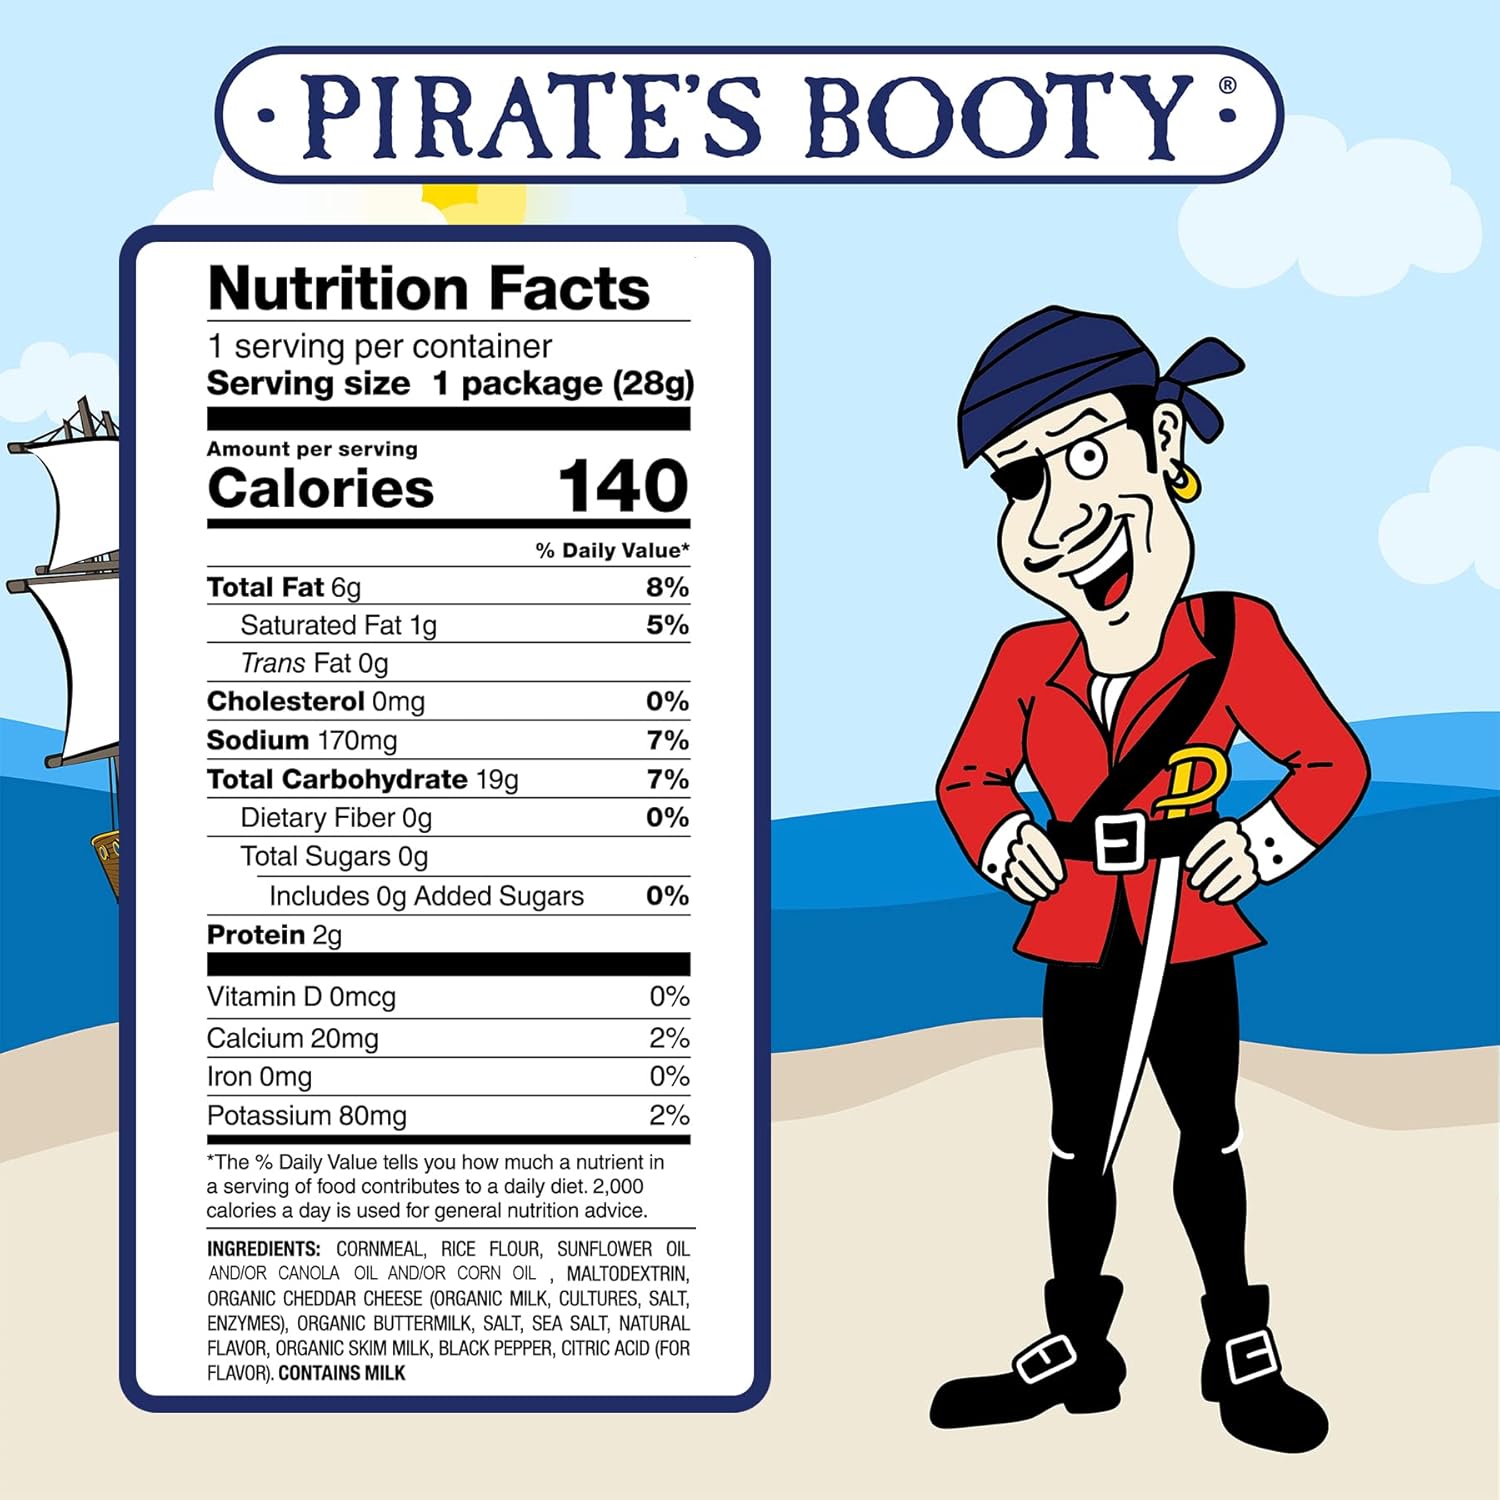 · PIRATE'S BOOTY ® ·
Nutrition Facts
1 serving per container
Serving size 1 package (28g)
Amount per serving
Calories 140
% Daily Value*
Total Fat 6g 8%
Saturated Fat 1g 5%
Trans Fat 0g
Cholesterol 0mg 0%
Sodium 170mg 7%
Total Carbohydrate 19g 7%
Dietary Fiber 0g 0%
Total Sugars 0g
Includes 0g Added Sugars 0%
Protein 2g
Vitamin D 0mcg 0%
Calcium 20mg 2%
Iron 0mg 0%
Potassium 80mg 2%
*The % Daily Value tells you how much a nutrient in
a serving of food contributes to a daily diet. 2,000
calories a day is used for general nutrition advice.
INGREDIENTS: CORNMEAL, RICE FLOUR, SUNFLOWER OIL
AND/OR CANOLA OIL AND/OR CORN OIL , MALTODEXTRIN,
ORGANIC CHEDDAR CHEESE (ORGANIC MILK, CULTURES, SALT,
ENZYMES), ORGANIC BUTTERMILK, SALT, SEA SALT, NATURAL
FLAVOR, ORGANIC SKIM MILK, BLACK PEPPER, CITRIC ACID (FOR
FLAVOR). CONTAINS MILK